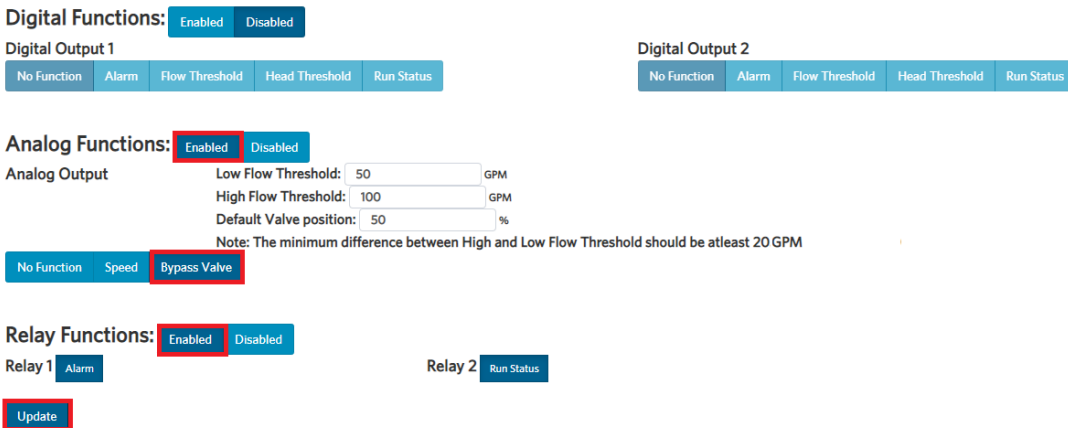 Digital Functions: Enabled Disabled
Digital Output 1 Digital Output 2
No Function Alarm Flow Threshold Head Threshold Run Status No Function Alarm Flow Threshold Head Threshold Run Status
Analog Functions: Enabled Disabled
Analog Output Low Flow Threshold: 50 GPM
High Flow Threshold: 100 GPM
Default Valve position: 50 %
Note: The minimum difference between High and Low Flow Threshold should be atleast 20 GPM
No Function Speed Bypass Valve
Relay Functions: Enabled Disabled
Relay 1 Alarm Relay 2 Run Status
Update